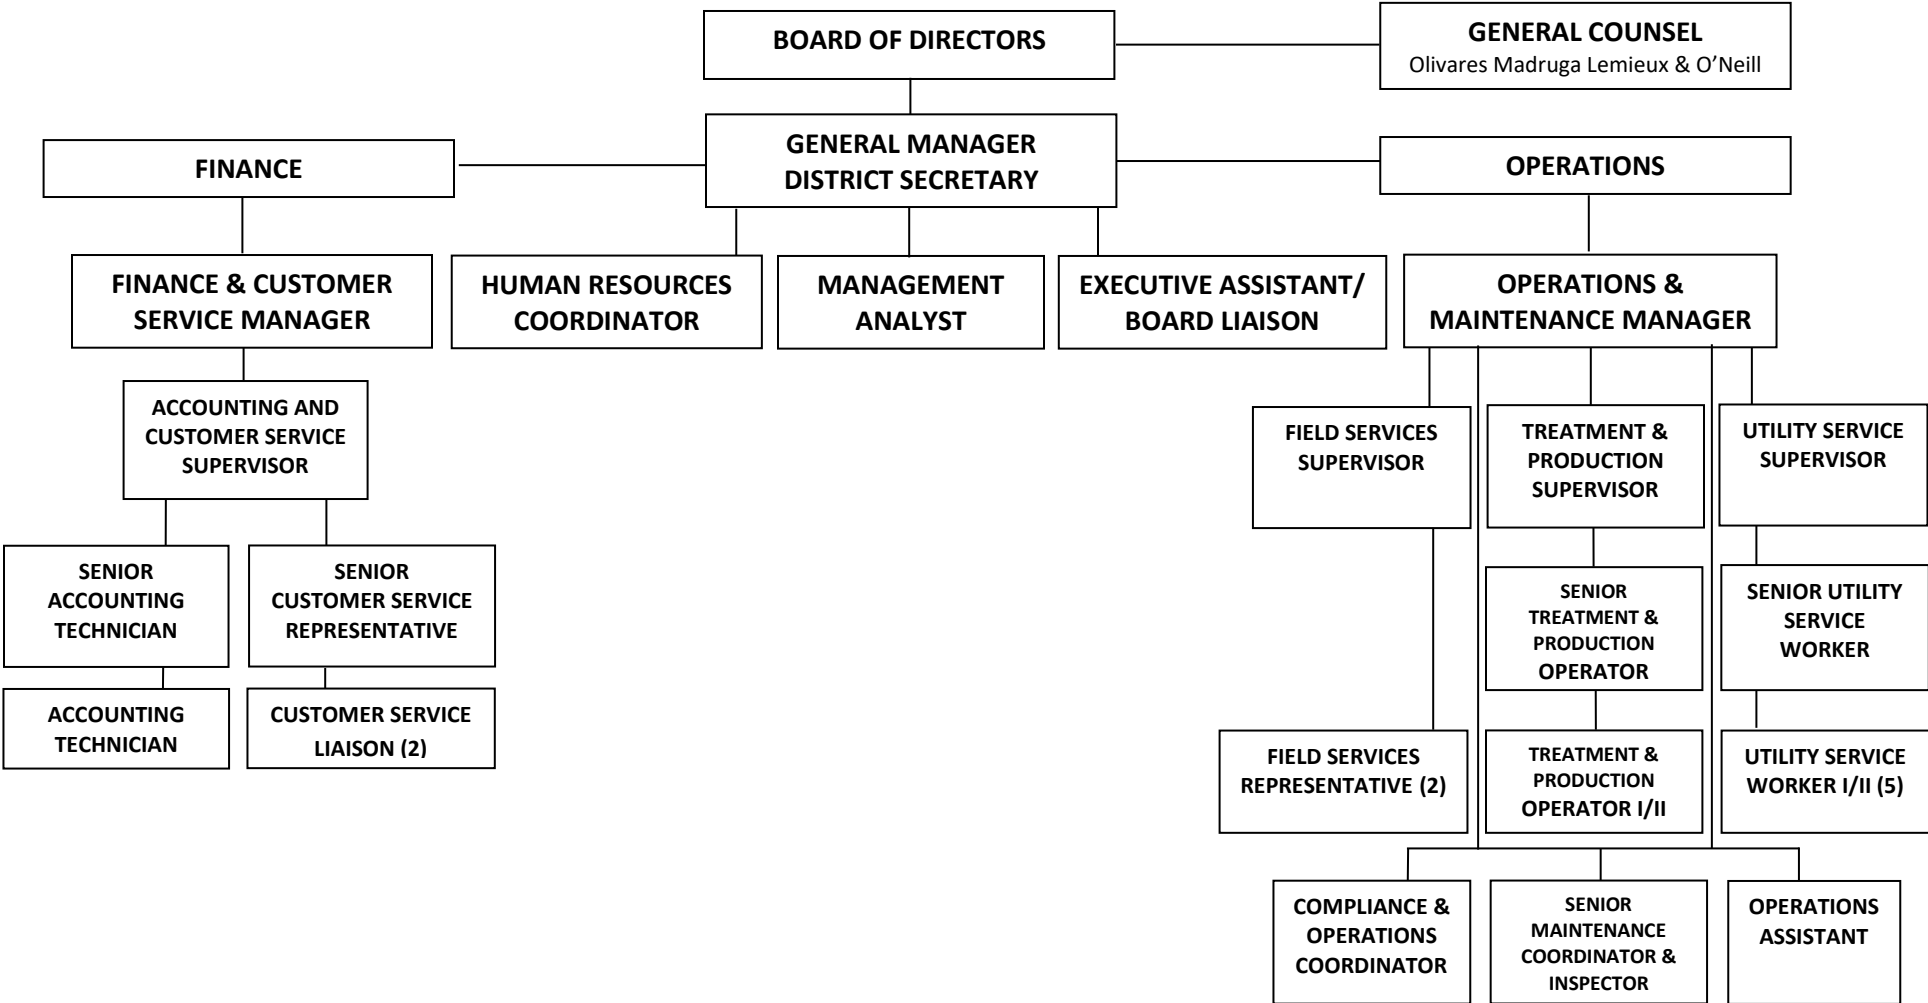 BOARD OF DIRECTORS
GENERAL COUNSEL
Olivares Madruga Lemieux & O’Neill
FINANCE
GENERAL MANAGER
DISTRICT SECRETARY
OPERATIONS
FINANCE & CUSTOMER
SERVICE MANAGER
HUMAN RESOURCES
COORDINATOR
MANAGEMENT
ANALYST
EXECUTIVE ASSISTANT/
BOARD LIAISON
OPERATIONS &
MAINTENANCE MANAGER
ACCOUNTING AND
CUSTOMER SERVICE
SUPERVISOR
FIELD SERVICES
SUPERVISOR
TREATMENT &
PRODUCTION
SUPERVISOR
UTILITY SERVICE
SUPERVISOR
SENIOR
ACCOUNTING
TECHNICIAN
SENIOR
CUSTOMER SERVICE
REPRESENTATIVE
SENIOR
TREATMENT &
PRODUCTION
OPERATOR
SENIOR UTILITY
SERVICE
WORKER
ACCOUNTING
TECHNICIAN
CUSTOMER SERVICE
LIAISON (2)
FIELD SERVICES
REPRESENTATIVE (2)
TREATMENT &
PRODUCTION
OPERATOR I/II
UTILITY SERVICE
WORKER I/II (5)
COMPLIANCE &
OPERATIONS
COORDINATOR
SENIOR
MAINTENANCE
COORDINATOR &
INSPECTOR
OPERATIONS
ASSISTANT